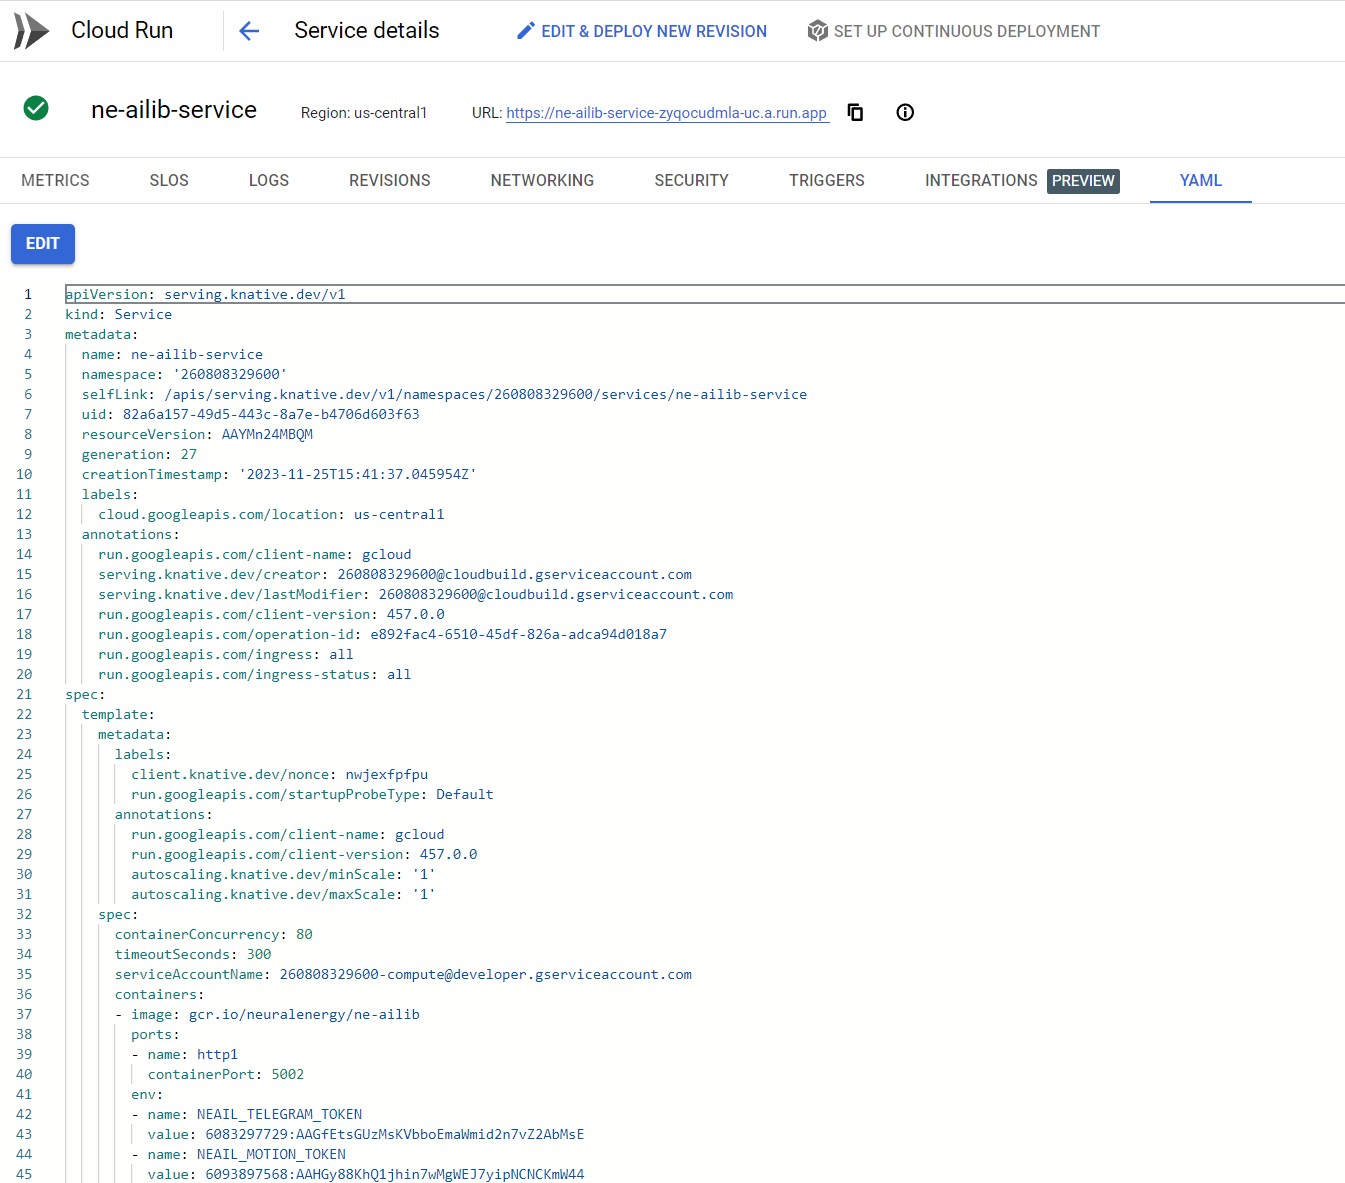 Cloud Run
Service details
EDIT & DEPLOY NEW REVISION
SET UP CONTINUOUS DEPLOYMENT
ne-ailib-service
Region: us-central1
URL: https://ne-ailib-service-zyqocudmla-uc.a.run.app
METRICS
SLOS
LOGS
REVISIONS
NETWORKING
SECURITY
TRIGGERS
INTEGRATIONS PREVIEW
YAML
EDIT
1 apiVersion: serving.knative.dev/v1
2 kind: Service
3 metadata:
4 name: ne-ailib-service
5 namespace: '260808329600'
6 selfLink: /apis/serving.knative.dev/v1/namespaces/260808329600/services/ne-ailib-service
7 uid: 82a6a157-49d5-443c-8a7e-b4706d603f63
8 resourceVersion: AAYMn24MBQM
9 generation: 27
10 creationTimestamp: '2023-11-25T15:41:37.045954Z'
11 labels:
12 cloud.googleapis.com/location: us-central1
13 annotations:
14 run.googleapis.com/client-name: gcloud
15 serving.knative.dev/creator: 260808329600@cloudbuild.gserviceaccount.com
16 serving.knative.dev/lastModifier: 260808329600@cloudbuild.gserviceaccount.com
17 run.googleapis.com/client-version: 457.0.0
18 run.googleapis.com/operation-id: e892fac4-6510-45df-826a-adca94d018a7
19 run.googleapis.com/ingress: all
20 run.googleapis.com/ingress-status: all
21 spec:
22 template:
23 metadata:
24 labels:
25 client.knative.dev/nonce: nwjexfpfpu
26 run.googleapis.com/startupProbeType: Default
27 annotations:
28 run.googleapis.com/client-name: gcloud
29 run.googleapis.com/client-version: 457.0.0
30 autoscaling.knative.dev/minScale: '1'
31 autoscaling.knative.dev/maxScale: '1'
32 spec:
33 containerConcurrency: 80
34 timeoutSeconds: 300
35 serviceAccountName: 260808329600-compute@developer.gserviceaccount.com
36 containers:
37 - image: gcr.io/neuralenergy/ne-ailib
38 ports:
39 - name: http1
40 containerPort: 5002
41 env:
42 - name: NEAIL_TELEGRAM_TOKEN
43 value: 6083297729:AAGfEtsGUzMsKVbboEmaWmid2n7vZ2AbMsE
44 - name: NEAIL_MOTION_TOKEN
45 value: 6093897568:AAHGy88KhQ1jhin7wMgWEJ7yipNCNCKmW44